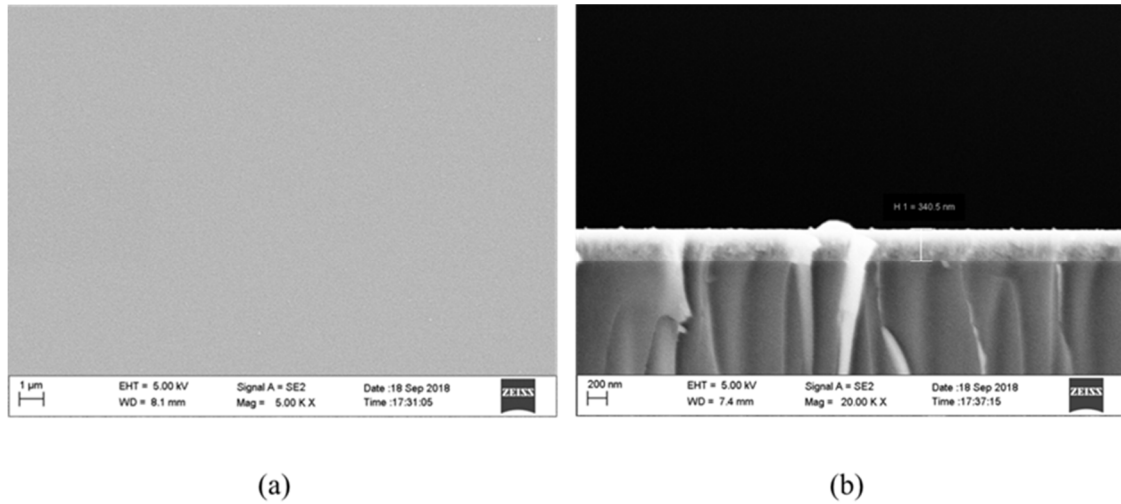 H 1 = 340.5 nm
1 µm
EHT = 5.00 kV
Signal A = SE2
Date :18 Sep 2018
WD = 8.1 mm
Mag = 5.00 K X
Time :17:31:05
ZEISS
200 nm
EHT = 5.00 kV
Signal A = SE2
Date :18 Sep 2018
WD = 7.4 mm
Mag = 20.00 K X
Time :17:37:15
ZEISS
(a)
(b)